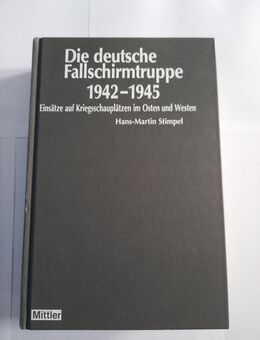 Die deutsche
Fallschirmtruppe
1942–1945
Einsätze auf Kriegsschauplätzen im Osten und Westen
Hans-Martin Stimpel
Mittler